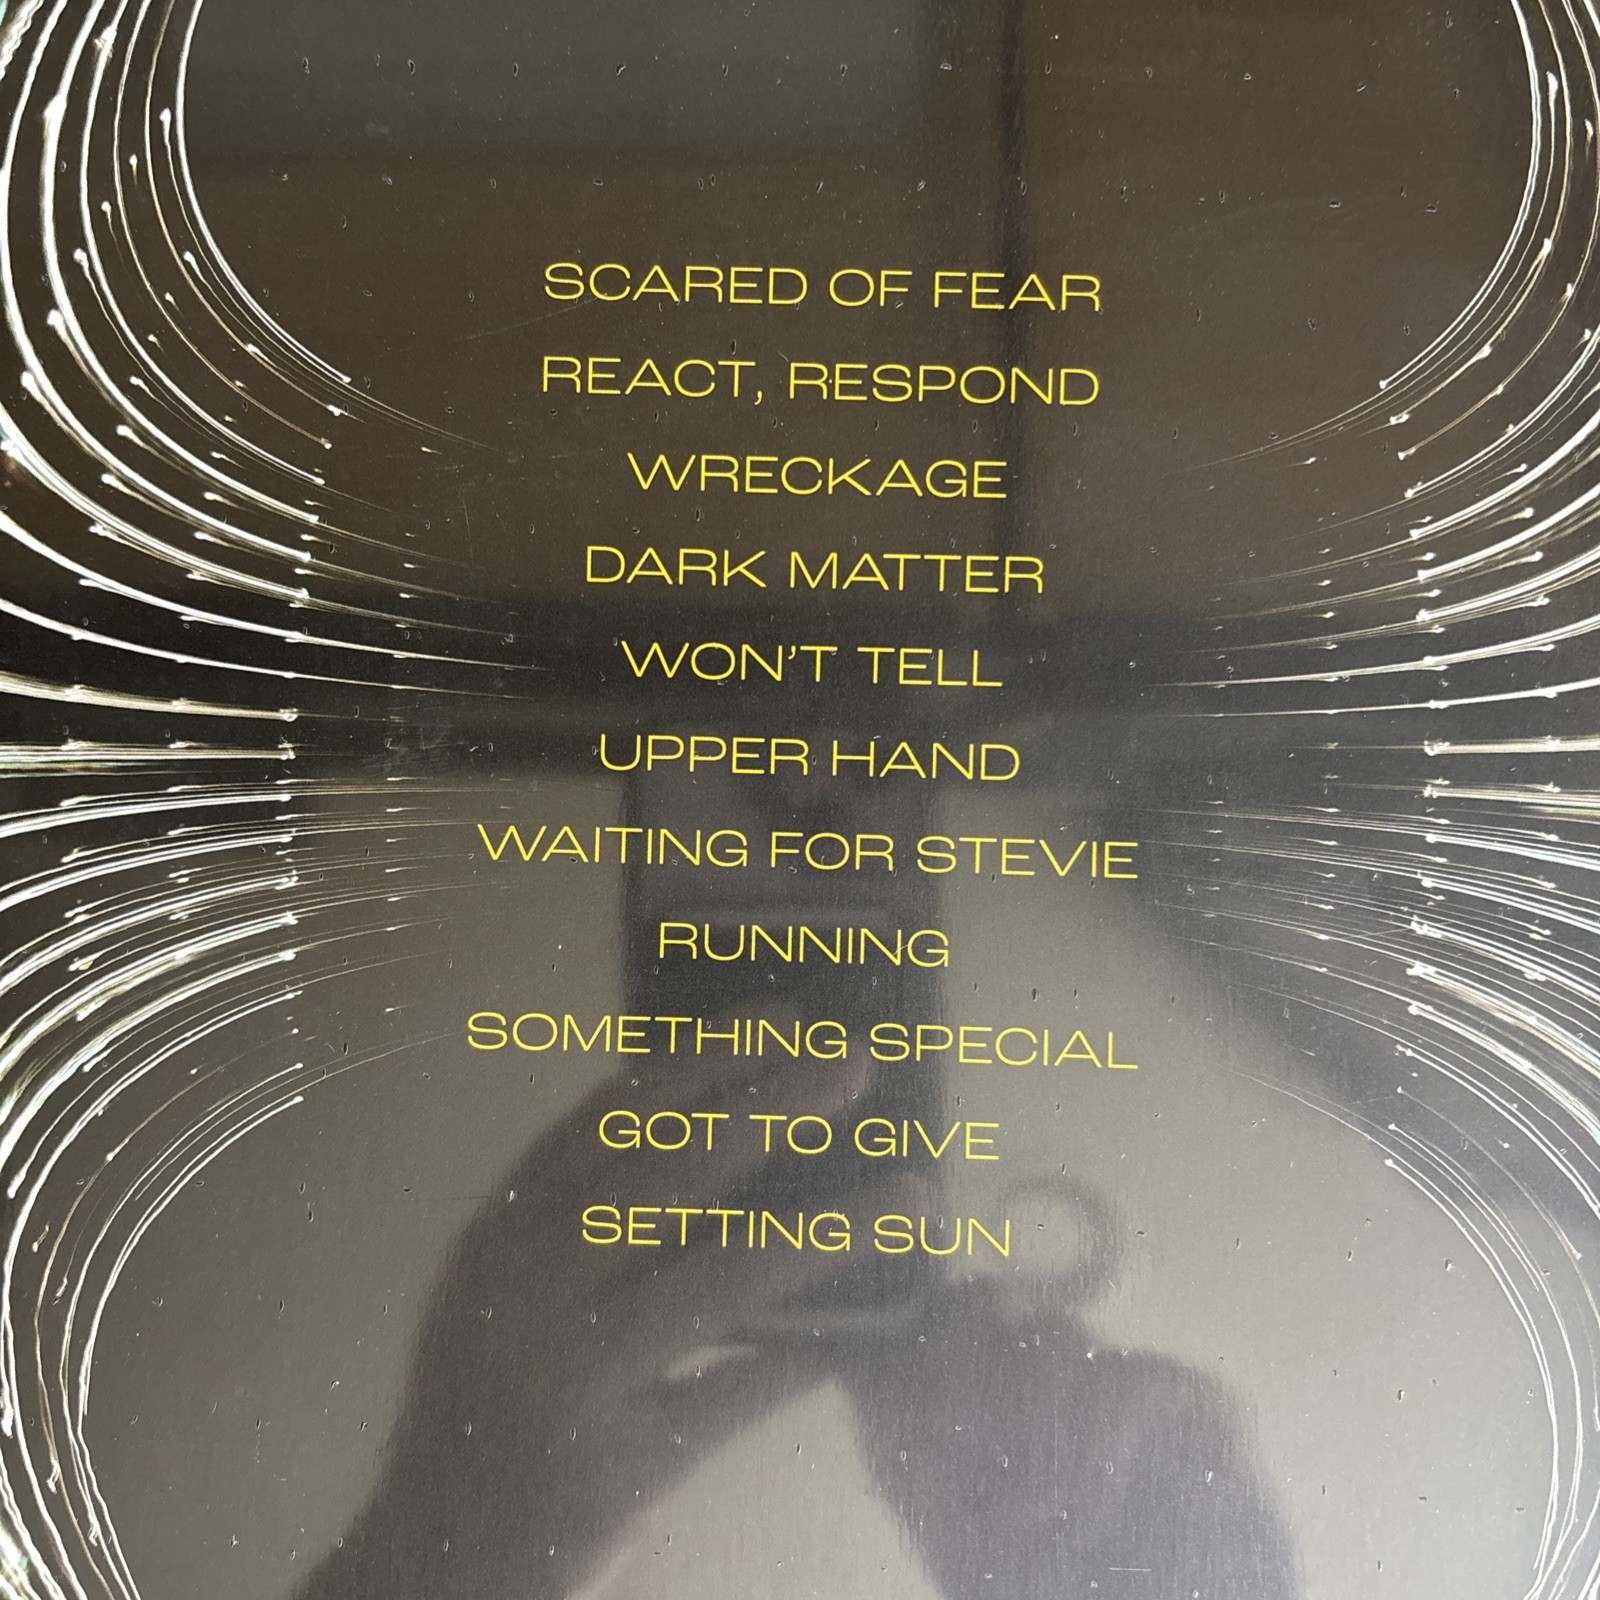 SCARED OF FEAR
REACT, RESPOND
WRECKAGE
DARK MATTER
WON’T TELL
UPPER HAND
WAITING FOR STEVIE
RUNNING
SOMETHING SPECIAL
GOT TO GIVE
SETTING SUN